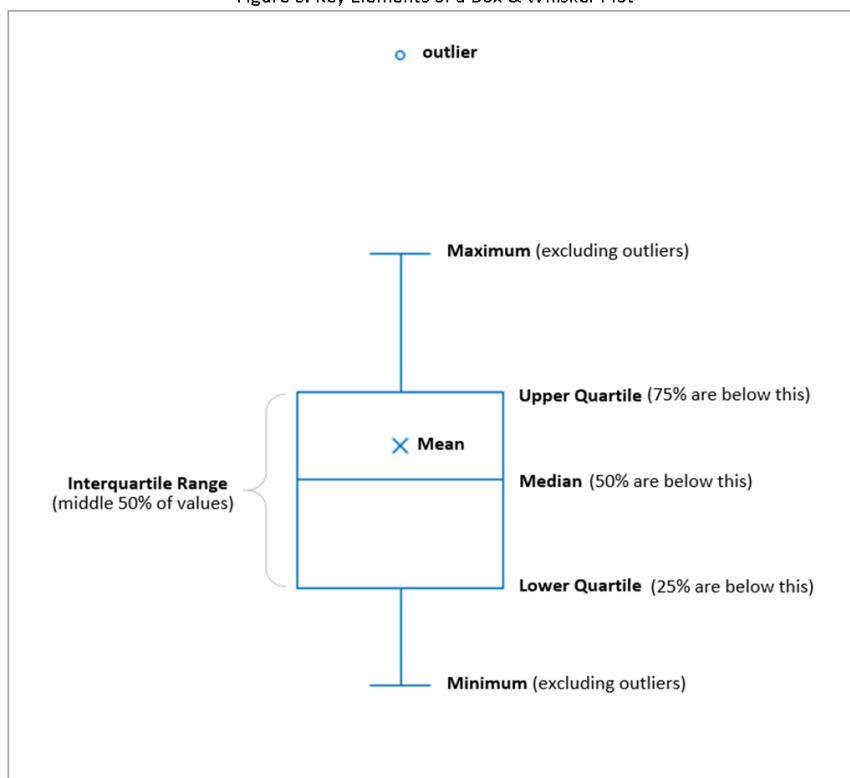 outlier
Maximum (excluding outliers)
Upper Quartile (75% are below this)
Mean
Interquartile Range
(middle 50% of values)
Median (50% are below this)
Lower Quartile (25% are below this)
Minimum (excluding outliers)